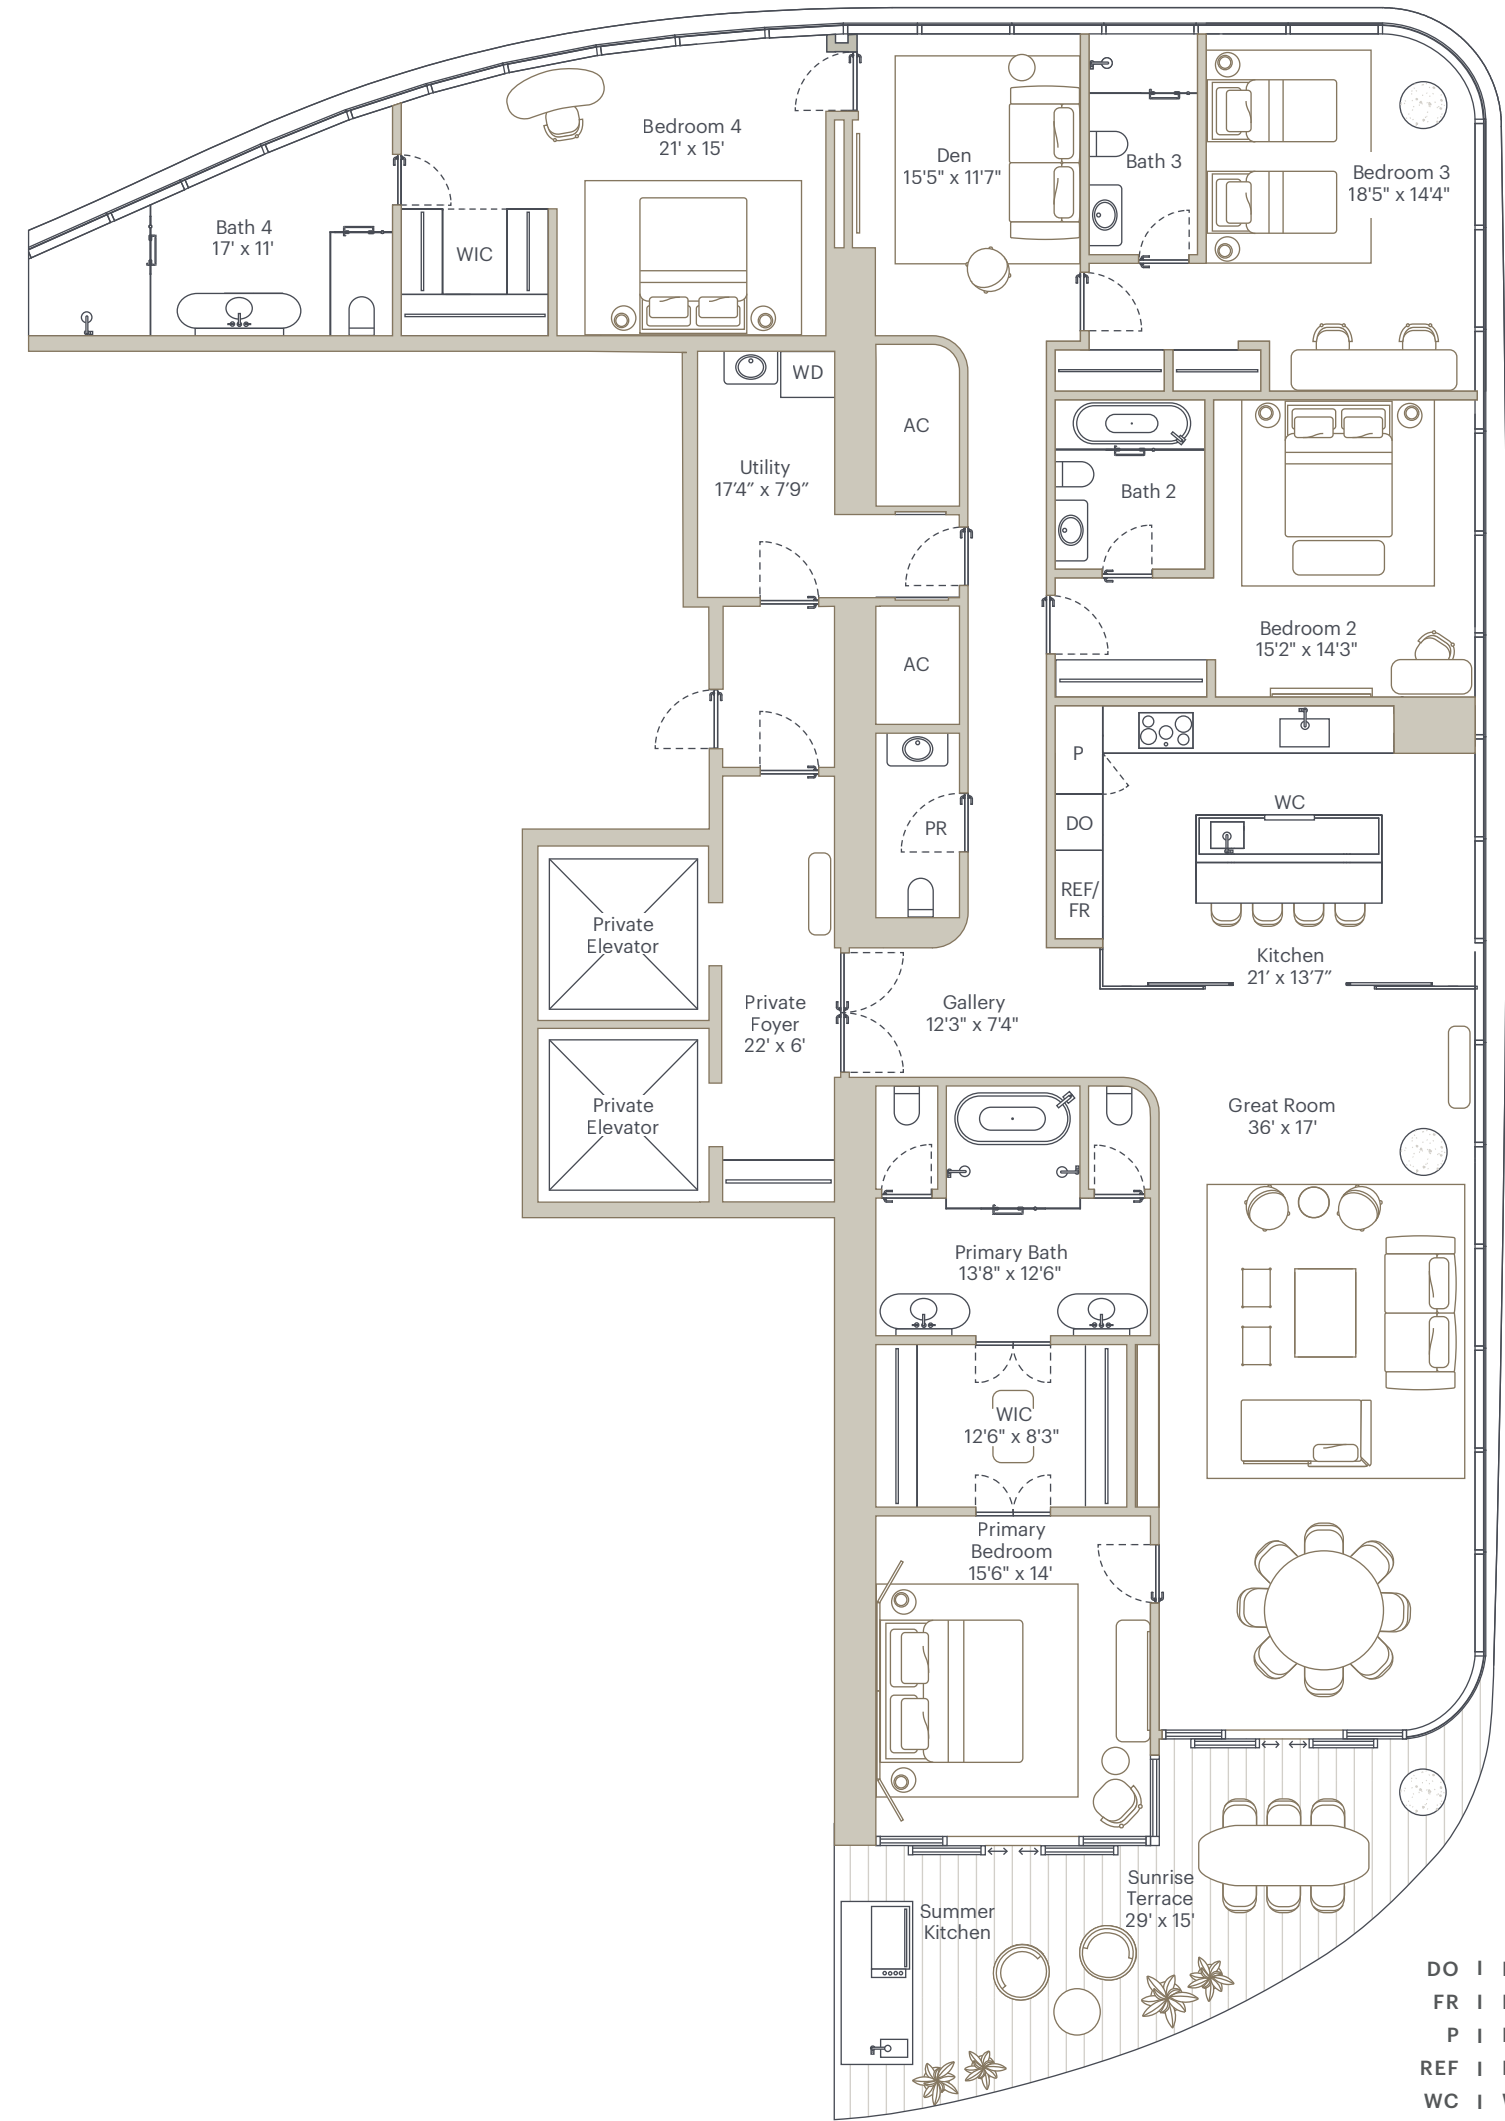 Bedroom 4
21' x 15'
Den
15'5" x 11'7"
Bath 3
Bedroom 3
18'5" x 14'4"
Bath 4
17' x 11'
WIC
WD
AC
Utility
17'4" x 7'9"
Bath 2
Bedroom 2
15'2" x 14'3"
AC
P
WC
DO
PR
REF/
FR
Private
Elevator
Kitchen
21' x 13'7"
Private
Foyer
22' x 6'
Gallery
12'3" x 7'4"
Private
Elevator
Great Room
36' x 17'
Primary Bath
13'8" x 12'6"
WIC
12'6" x 8'3"
Primary
Bedroom
15'6" x 14'
Sunrise
Terrace
29' x 15'
Summer
Kitchen
DO |
FR |
P |
REF |
WC |